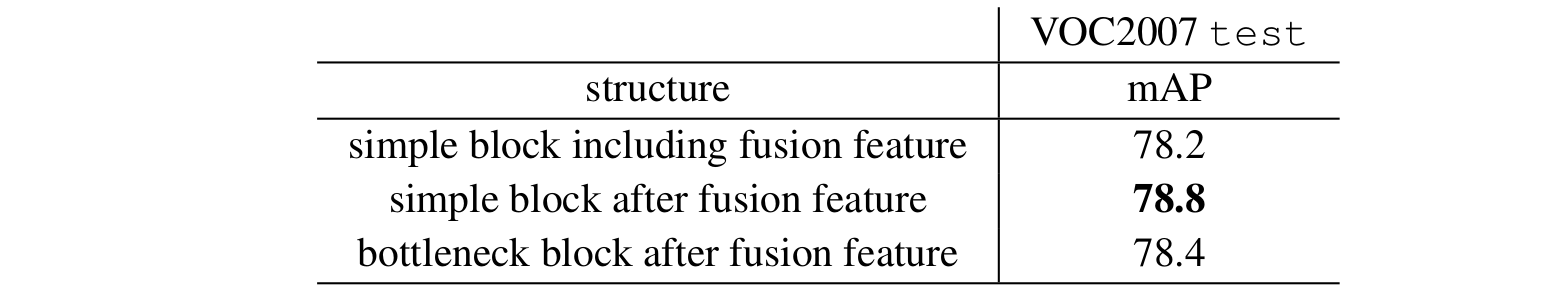 VOC2007 test
structure mAP
simple block including fusion feature 78.2
simple block after fusion feature 78.8
bottleneck block after fusion feature 78.4